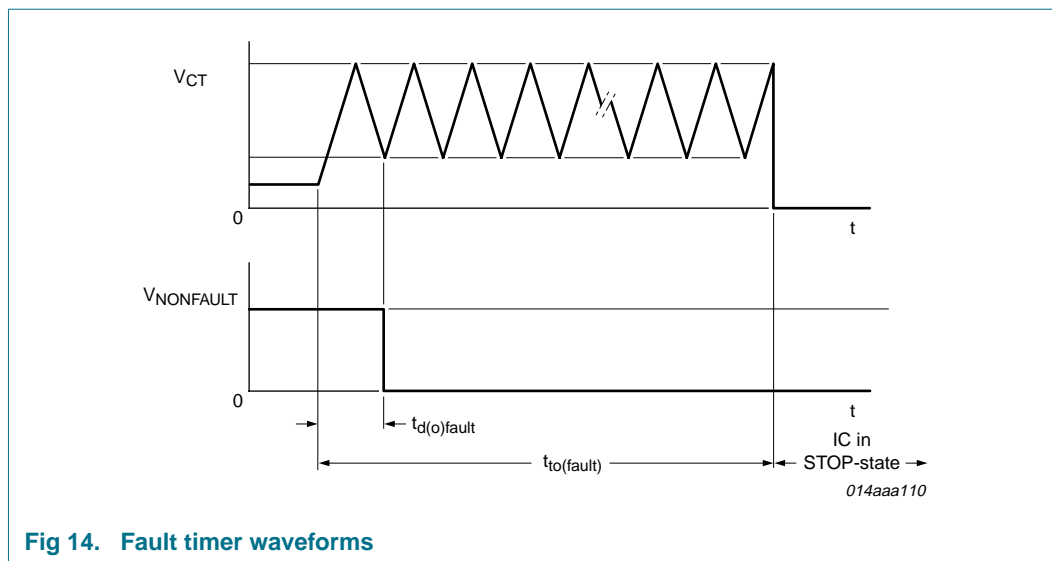 VCT
0
t
VNONFAULT
0
t
td(o)fault
tto(fault)
IC in
STOP-state
014aaa110
Fig 14. Fault timer waveforms